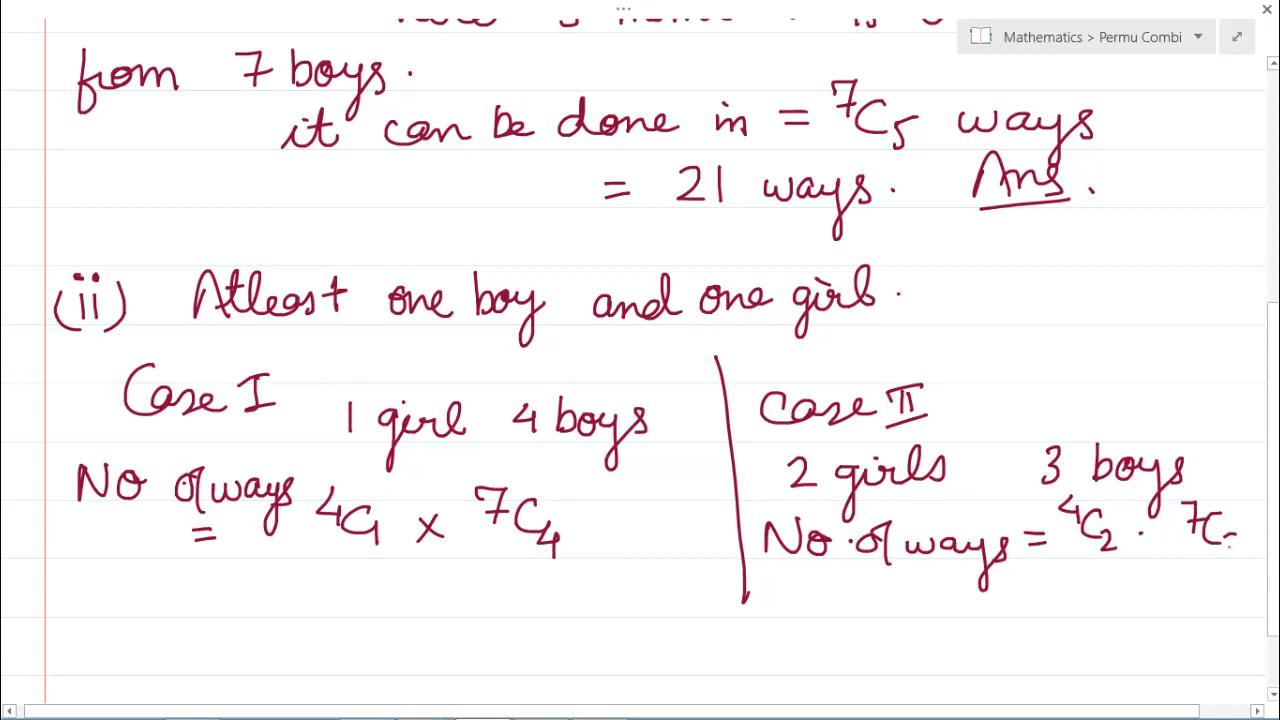 Mathematics > Permu Combi
from 7 boys.
it can be done in = ⁷C₅ ways
= 21 ways. Ans.
(ii) Atleast one boy and one girl.
Case I
1 girl 4 boys
No of ways
= ⁴C₁ × ⁷C₄
Case II
2 girls 3 boys
No. of ways = ⁴C₂ . ⁷C